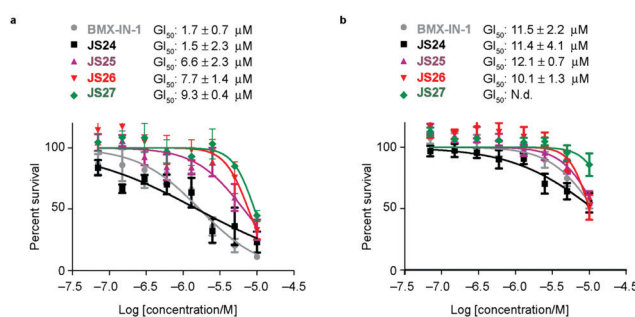 a
BMX-IN-1 GI50: 1.7 ± 0.7 μM
JS24 GI50: 1.5 ± 2.3 μM
JS25 GI50: 6.6 ± 2.3 μM
JS26 GI50: 7.7 ± 1.4 μM
JS27 GI50: 9.3 ± 0.4 μM
Percent survival
100
50
0
–7.5 –7.0 –6.5 –6.0 –5.5 –5.0 –4.5
Log [concentration/M]
b
BMX-IN-1 GI50: 11.5 ± 2.2 μM
JS24 GI50: 11.4 ± 4.1 μM
JS25 GI50: 12.1 ± 0.7 μM
JS26 GI50: 10.1 ± 1.3 μM
JS27 GI50: N.d.
Percent survival
100
50
0
–7.5 –7.0 –6.5 –6.0 –5.5 –5.0 –4.5
Log [concentration/M]